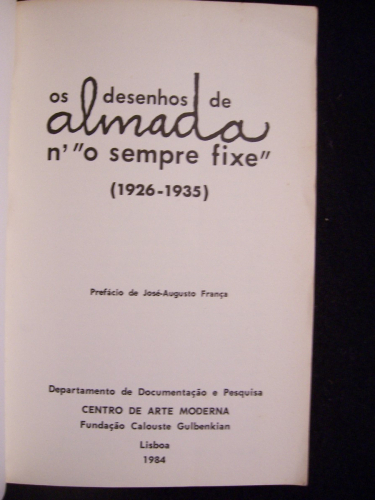 os desenhos de
almada
n' "o sempre fixe"
(1926-1935)
Prefácio de José-Augusto França
Departamento de Documentação e Pesquisa
CENTRO DE ARTE MODERNA
Fundação Calouste Gulbenkian
Lisboa
1984